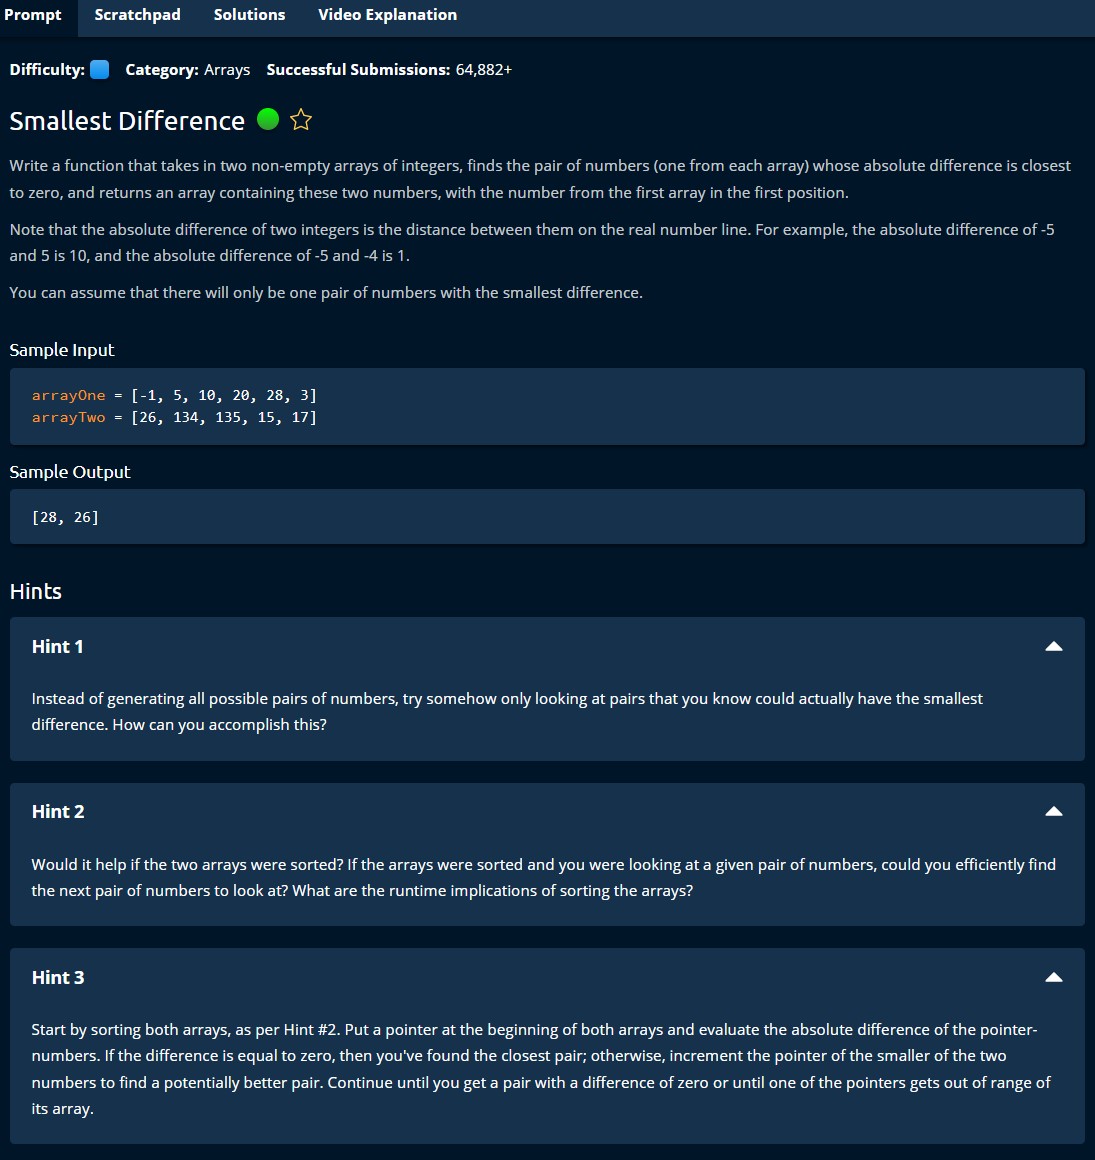 Prompt Scratchpad Solutions Video Explanation
Difficulty: Category: Arrays Successful Submissions: 64,882+
Smallest Difference
Write a function that takes in two non-empty arrays of integers, finds the pair of numbers (one from each array) whose absolute difference is closest
to zero, and returns an array containing these two numbers, with the number from the first array in the first position.
Note that the absolute difference of two integers is the distance between them on the real number line. For example, the absolute difference of -5
and 5 is 10, and the absolute difference of -5 and -4 is 1.
You can assume that there will only be one pair of numbers with the smallest difference.
Sample Input
arrayOne = [-1, 5, 10, 20, 28, 3]
arrayTwo = [26, 134, 135, 15, 17]
Sample Output
[28, 26]
Hints
Hint 1
Instead of generating all possible pairs of numbers, try somehow only looking at pairs that you know could actually have the smallest
difference. How can you accomplish this?
Hint 2
Would it help if the two arrays were sorted? If the arrays were sorted and you were looking at a given pair of numbers, could you efficiently find
the next pair of numbers to look at? What are the runtime implications of sorting the arrays?
Hint 3
Start by sorting both arrays, as per Hint #2. Put a pointer at the beginning of both arrays and evaluate the absolute difference of the pointer-
numbers. If the difference is equal to zero, then you've found the closest pair; otherwise, increment the pointer of the smaller of the two
numbers to find a potentially better pair. Continue until you get a pair with a difference of zero or until one of the pointers gets out of range of
its array.